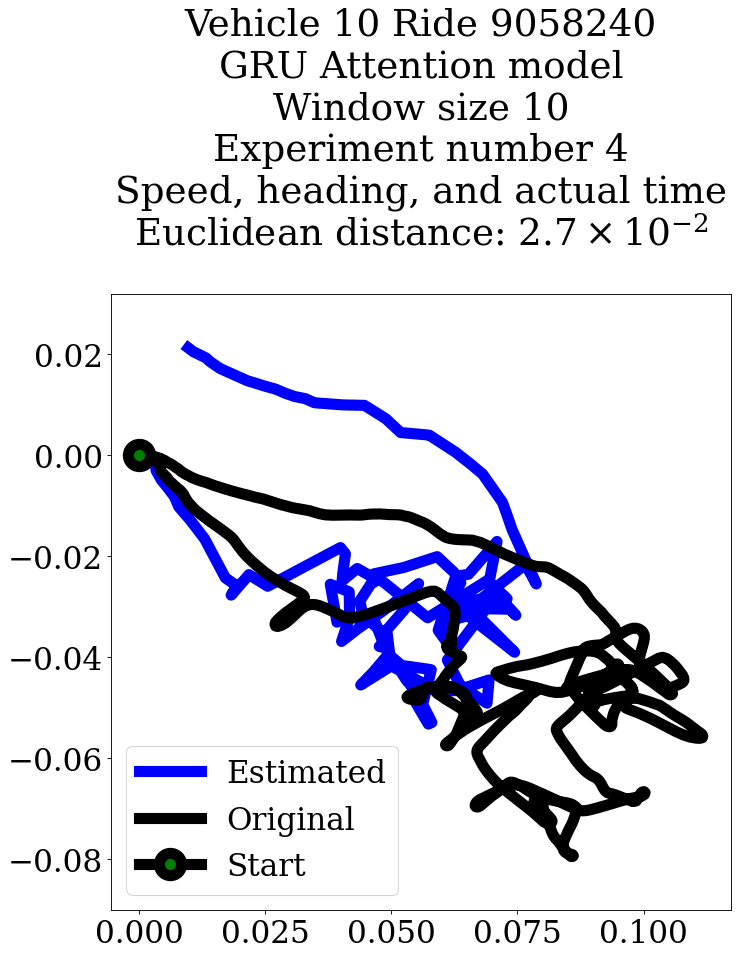 Vehicle 10 Ride 9058240
GRU Attention model
Window size 10
Experiment number 4
Speed, heading, and actual time
Euclidean distance: 2.7 × 10⁻²
0.02
0.00
−0.02
−0.04
−0.06
−0.08
Estimated
Original
Start
0.000 0.025 0.050 0.075 0.100